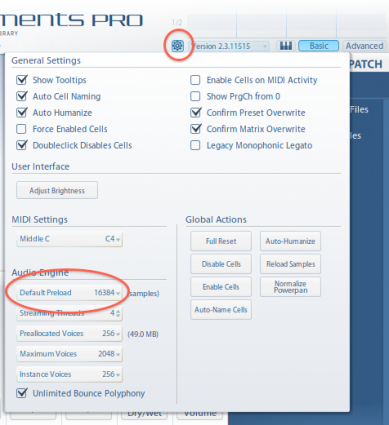 ments PRO
BRARY
1/2
Version 2.3.11515
Basic
Advanced
PATCH
General Settings
Show Tooltips
Enable Cells on MIDI Activity
Auto Cell Naming
Show PrgCh from 0
Auto Humanize
Confirm Preset Overwrite
Files
Force Enabled Cells
Confirm Matrix Overwrite
Doubleclick Disables Cells
Legacy Monophonic Legato
les
User Interface
Adjust Brightness
MIDI Settings
Global Actions
Middle C C4
Full Reset Auto-Humanize
Disable Cells Reload Samples
Audio Engine
Default Preload 16384 (samples)
Enable Cells Normalize
Powerpan
Streaming Threads 4
Auto-Name Cells
Preallocated Voices 256 (49.0 MB)
Maximum Voices 2048
Instance Voices 256
Unlimited Bounce Polyphony
Dry/Wet Volume